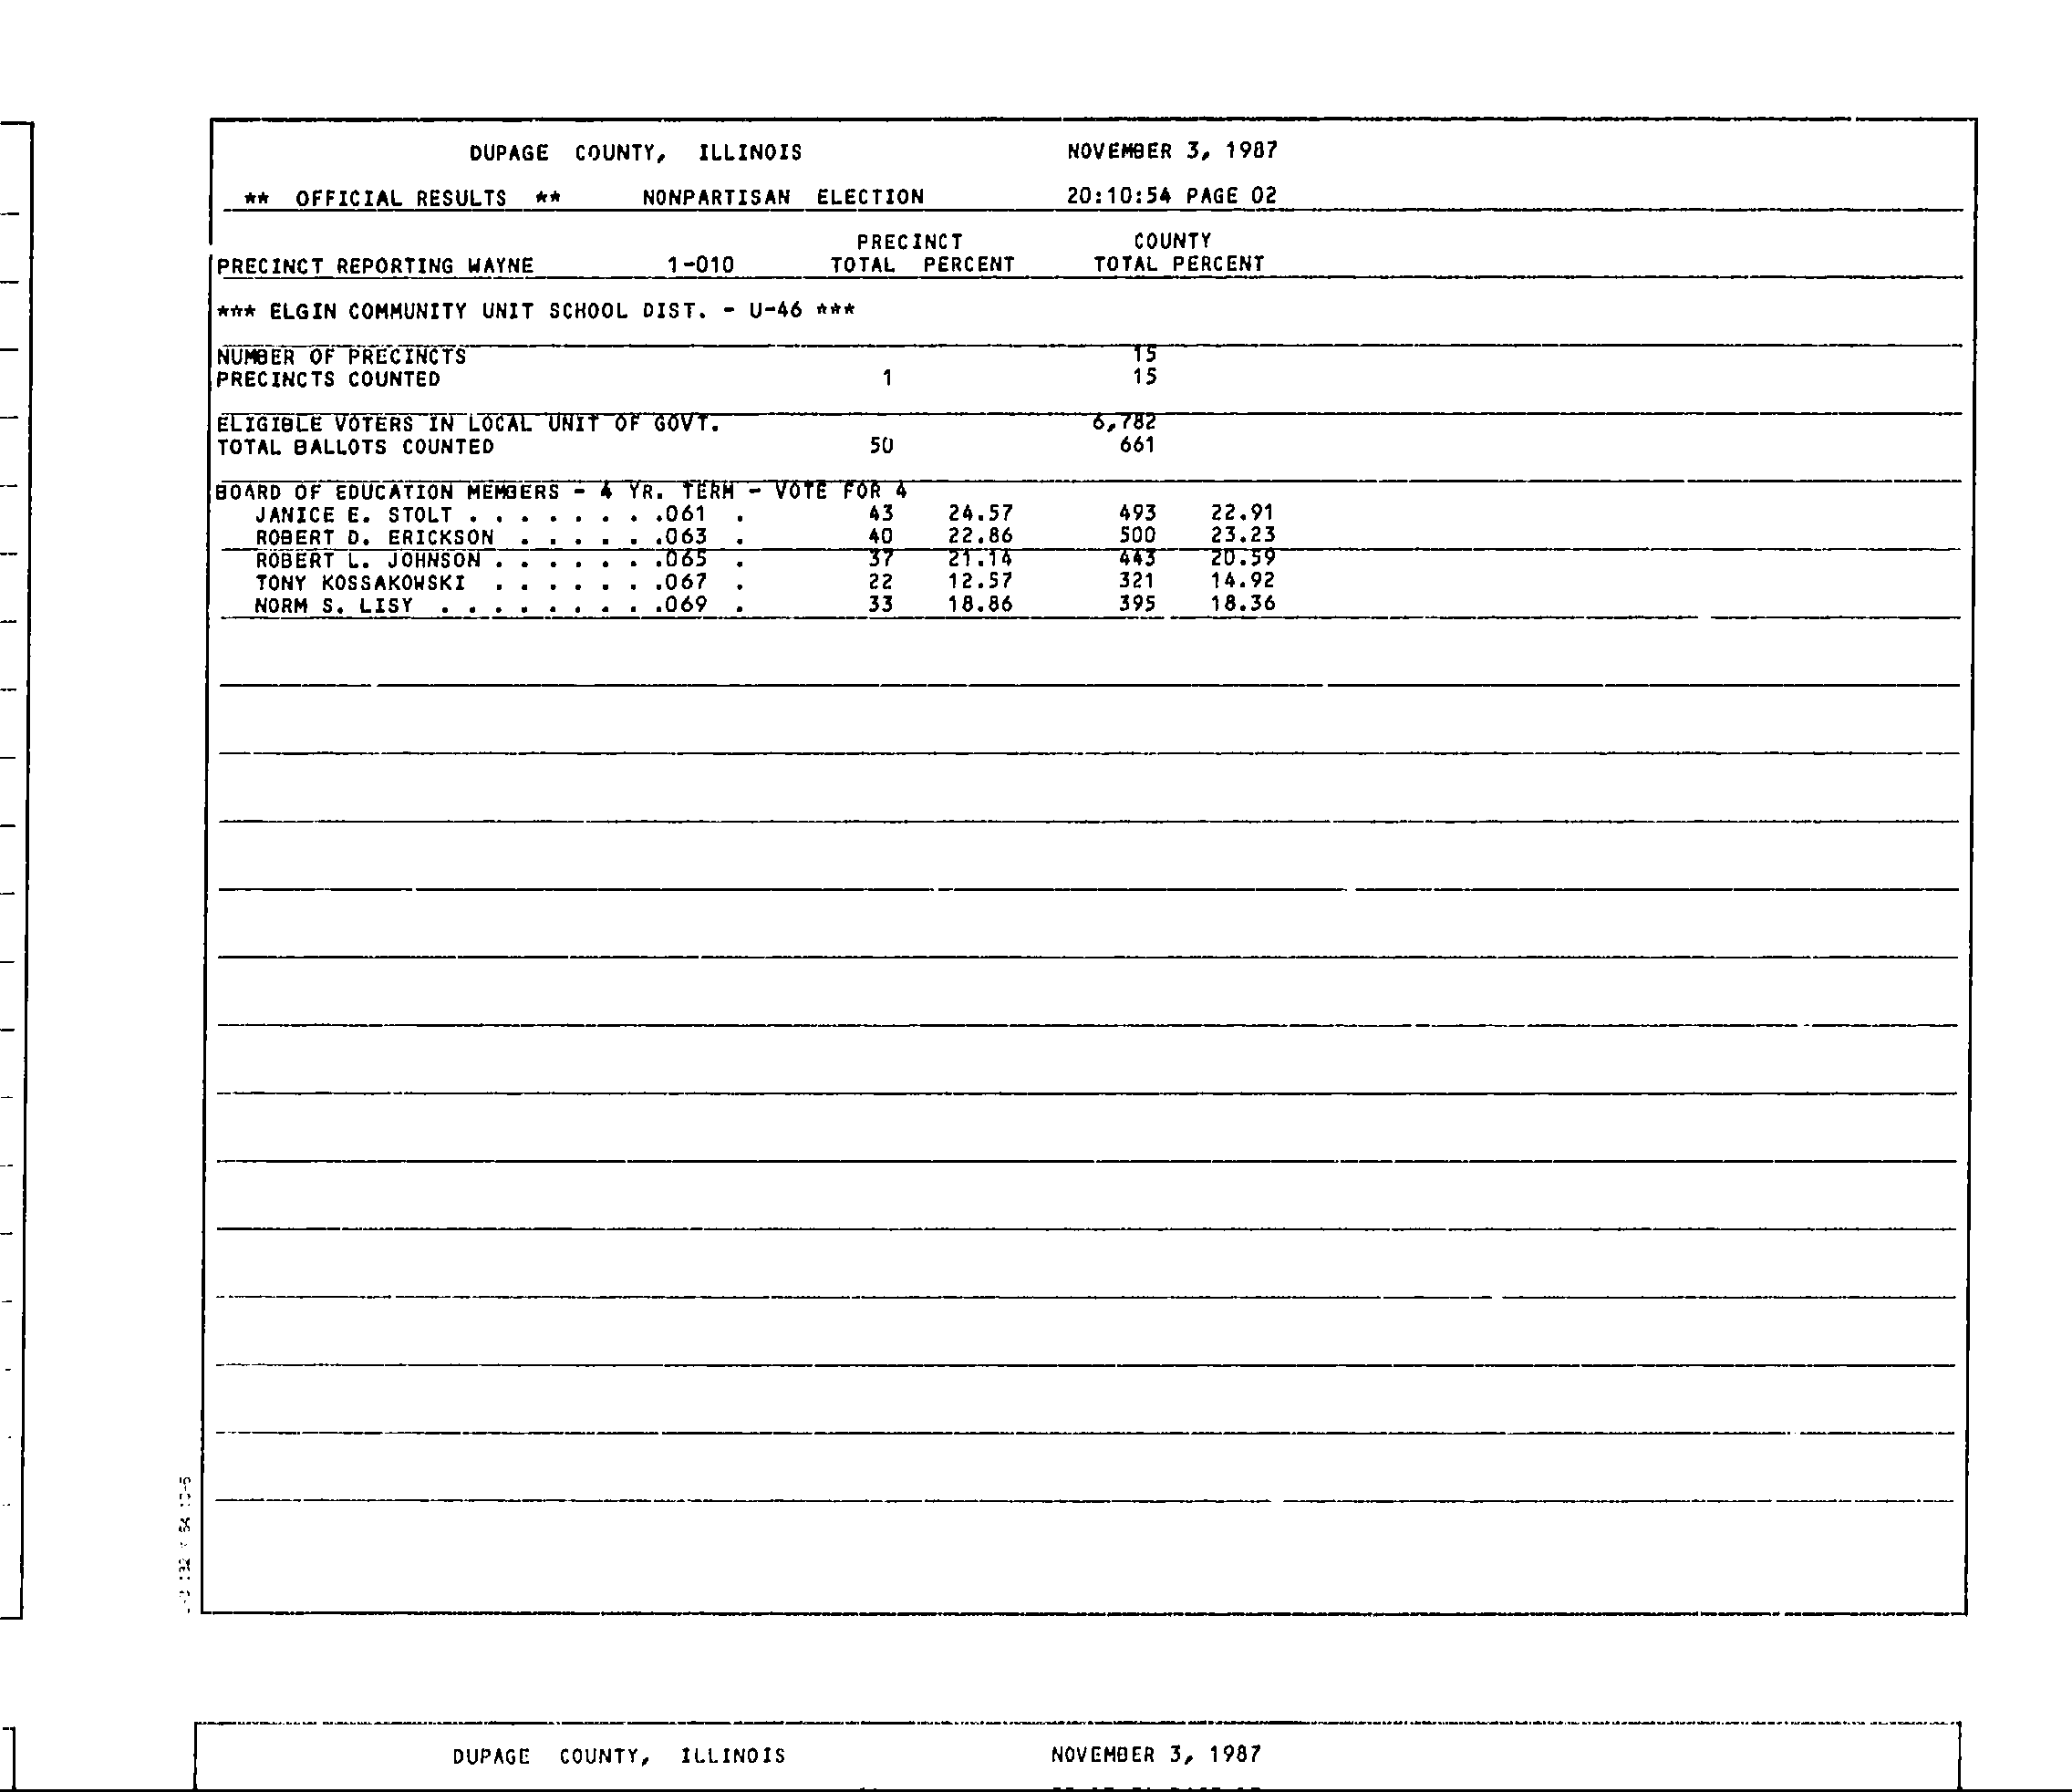 DUPAGE COUNTY, ILLINOIS NOVEMBER 3, 1987
** OFFICIAL RESULTS ** NONPARTISAN ELECTION 20:10:54 PAGE 02
PRECINCT COUNTY
PRECINCT REPORTING WAYNE 1-010 TOTAL PERCENT TOTAL PERCENT
*** ELGIN COMMUNITY UNIT SCHOOL DIST. - U-46 ***
NUMBER OF PRECINCTS 15
PRECINCTS COUNTED 1 15
ELIGIBLE VOTERS IN LOCAL UNIT OF GOVT. 6,782
TOTAL BALLOTS COUNTED 50 661
BOARD OF EDUCATION MEMBERS - 4 YR. TERM - VOTE FOR 4
JANICE E. STOLT . . . . . . . .061 . 43 24.57 493 22.91
ROBERT D. ERICKSON . . . . . .063 . 40 22.86 500 23.23
ROBERT L. JOHNSON . . . . . . .065 . 37 21.14 443 20.59
TONY KOSSAKOWSKI . . . . . . .067 . 22 12.57 321 14.92
NORM S. LISY . . . . . . . . .069 . 33 18.86 395 18.36
DUPAGE COUNTY, ILLINOIS NOVEMBER 3, 1987